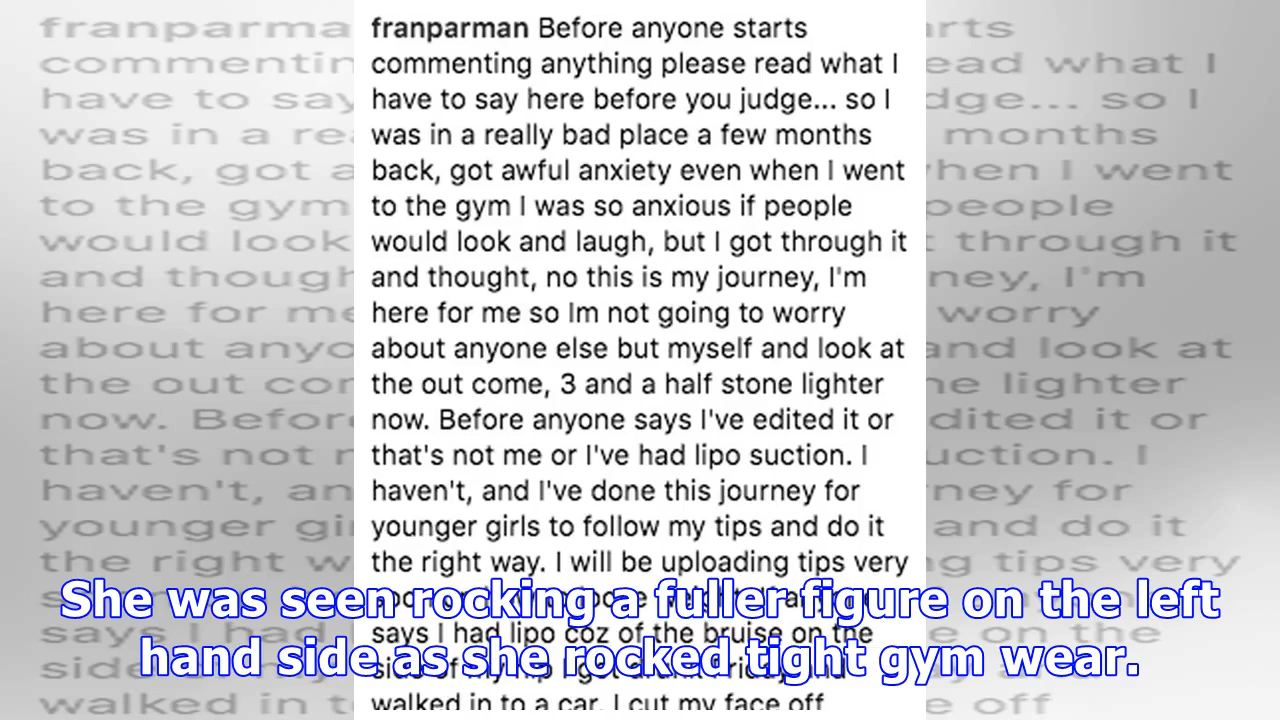 franparman Before anyone starts
commenting anything please read what I
have to say here before you judge... so I
was in a really bad place a few months
back, got awful anxiety even when I went
to the gym I was so anxious if people
would look and laugh, but I got through it
and thought, no this is my journey, I'm
here for me so Im not going to worry
about anyone else but myself and look at
the out come, 3 and a half stone lighter
now. Before anyone says I've edited it or
that's not me or I've had lipo suction. I
haven't, and I've done this journey for
younger girls to follow my tips and do it
the right way. I will be uploading tips very
says I had lipo coz of the bruise on the
side of my hip I got
walked in to a car. I cut my face off
She was seen rocking a fuller figure on the left
hand side as she rocked tight gym wear.